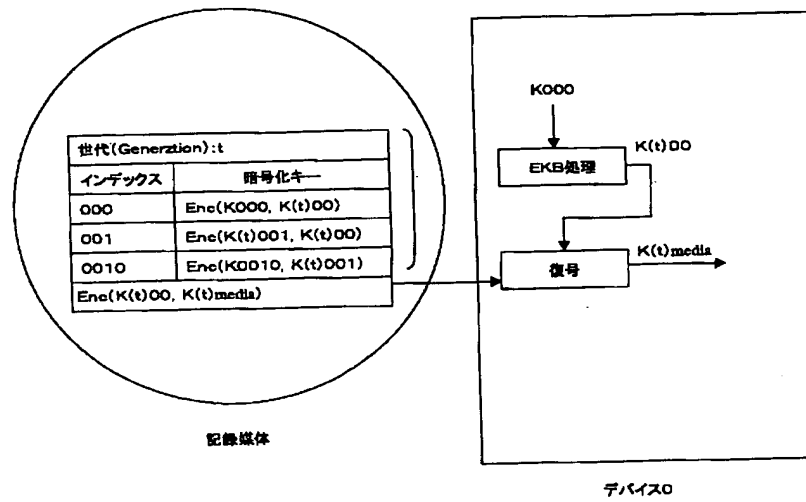 世代(Generztion):t
インデックス 暗号化キー
000 Enc(K000, K(t)00)
001 Enc(K(t)001, K(t)00)
0010 Enc(K0010, K(t)001)
Enc(K(t)00, K(t)media)
記録媒体
K000
EKB処理
K(t)00
復号
K(t)media
デバイス0